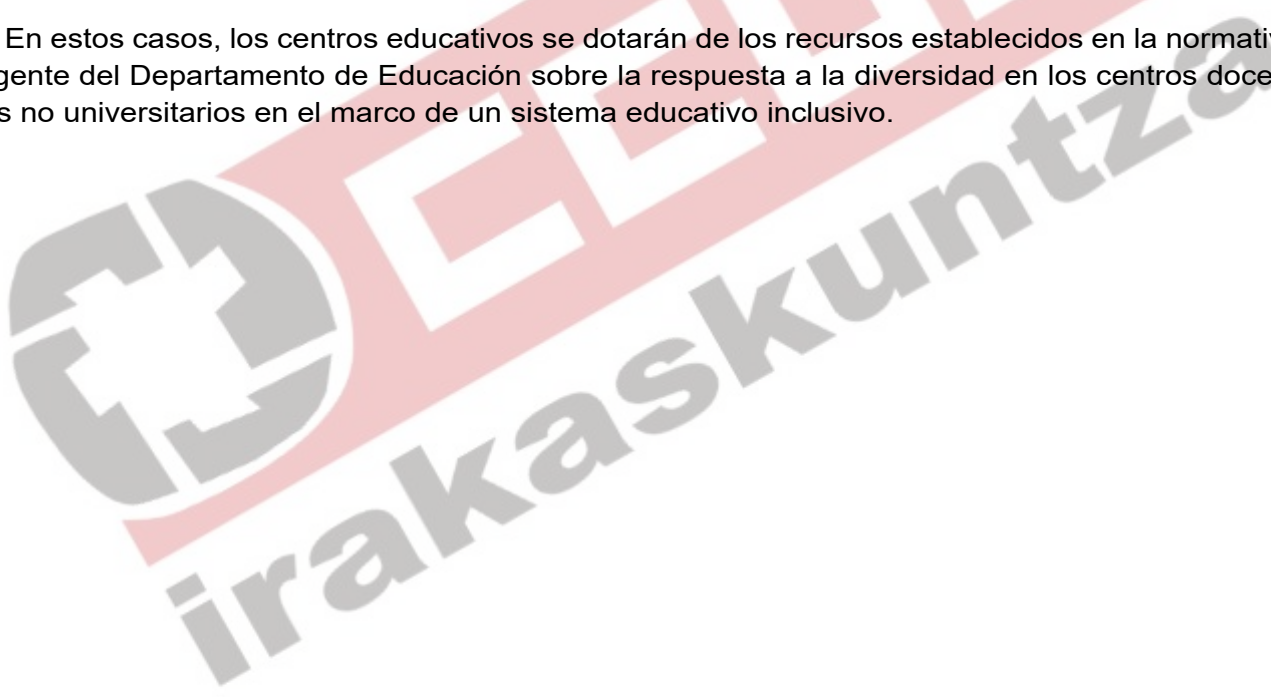 En estos casos, los centros educativos se dotarán de los recursos establecidos en la normativ
gente del Departamento de Educación sobre la respuesta a la diversidad en los centros doce
s no universitarios en el marco de un sistema educativo inclusivo.
irakaskuntza